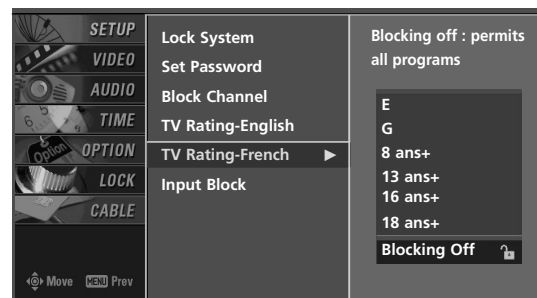 SETUP
VIDEO
AUDIO
TIME
OPTION
LOCK
CABLE
Move MENU Prev
Lock System
Set Password
Block Channel
TV Rating-English
TV Rating-French
Input Block
Blocking off : permits
all programs
E
G
8 ans+
13 ans+
16 ans+
18 ans+
Blocking Off